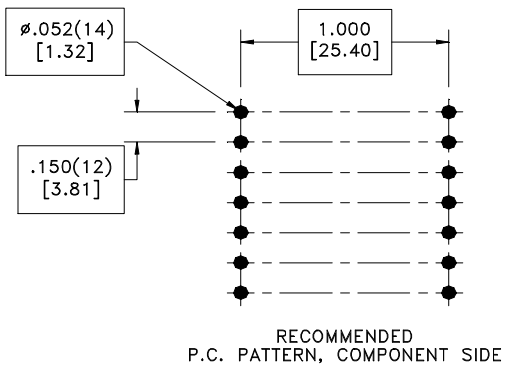 ø.052(14)
[1.32]
1.000
[25.40]
.150(12)
[3.81]
RECOMMENDED
P.C. PATTERN, COMPONENT SIDE